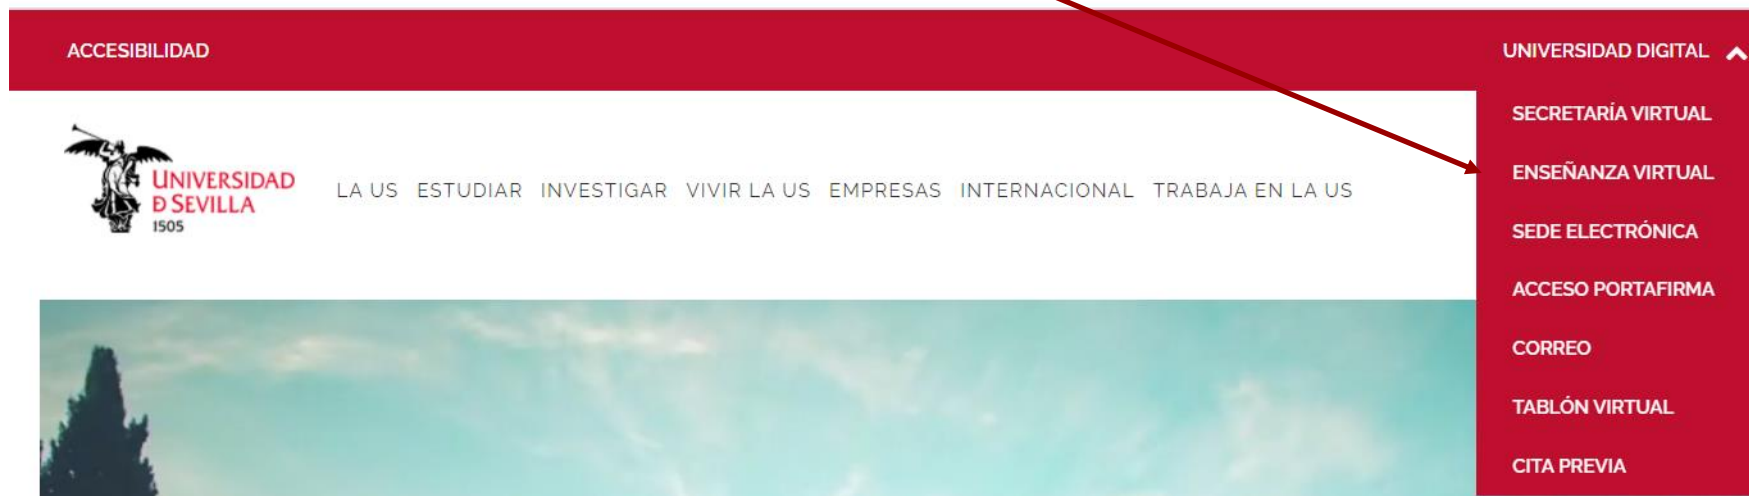 ACCESIBILIDAD
UNIVERSIDAD DIGITAL
SECRETARÍA VIRTUAL
ENSEÑANZA VIRTUAL
SEDE ELECTRÓNICA
ACCESO PORTAFIRMA
CORREO
TABLÓN VIRTUAL
CITA PREVIA
UNIVERSIDAD
Ð SEVILLA
1505
LA US ESTUDIAR INVESTIGAR VIVIR LA US EMPRESAS INTERNACIONAL TRABAJA EN LA US